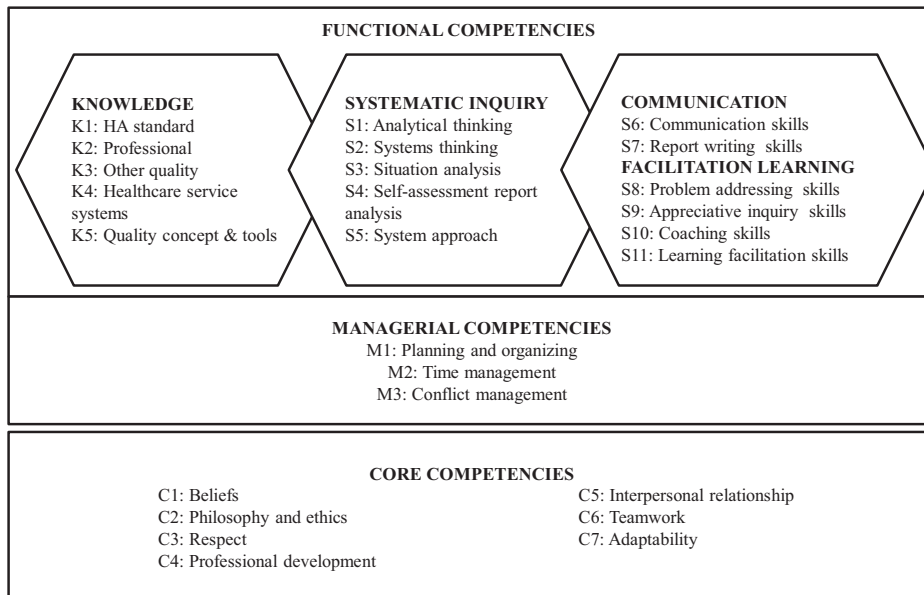 FUNCTIONAL COMPETENCIES
KNOWLEDGE
K1: HA standard
K2: Professional
K3: Other quality
K4: Healthcare service
systems
K5: Quality concept & tools
SYSTEMATIC INQUIRY
S1: Analytical thinking
S2: Systems thinking
S3: Situation analysis
S4: Self-assessment report
analysis
S5: System approach
COMMUNICATION
S6: Communication skills
S7: Report writing skills
FACILITATION LEARNING
S8: Problem addressing skills
S9: Appreciative inquiry skills
S10: Coaching skills
S11: Learning facilitation skills
MANAGERIAL COMPETENCIES
M1: Planning and organizing
M2: Time management
M3: Conflict management
CORE COMPETENCIES
C1: Beliefs
C2: Philosophy and ethics
C3: Respect
C4: Professional development
C5: Interpersonal relationship
C6: Teamwork
C7: Adaptability